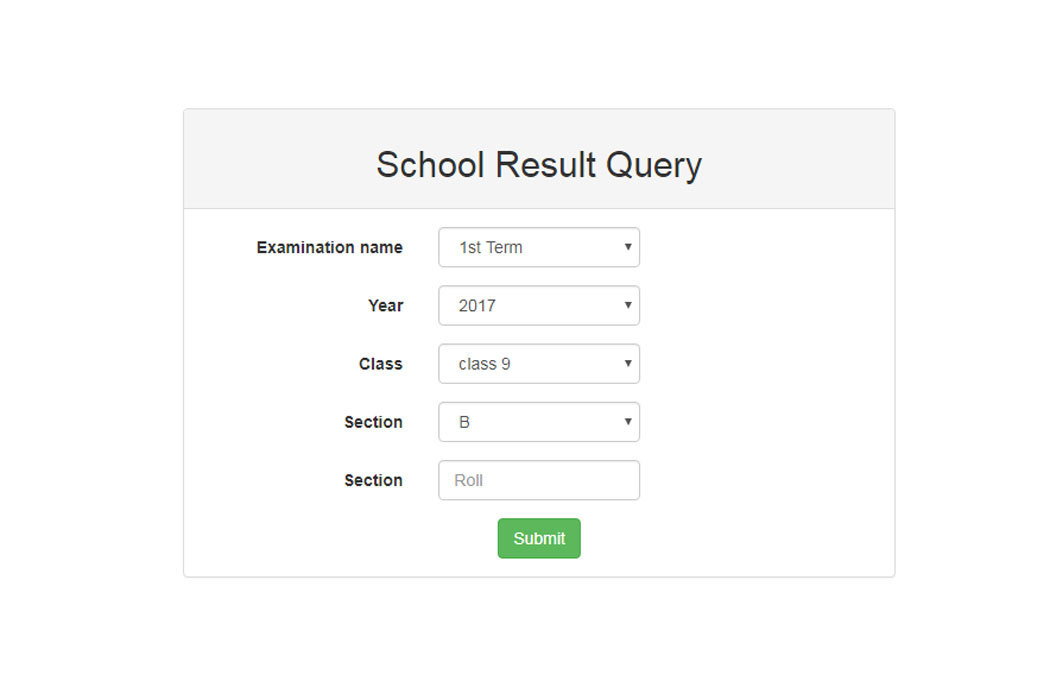 School Result Query
Examination name 1st Term
Year 2017
Class class 9
Section B
Section Roll
Submit